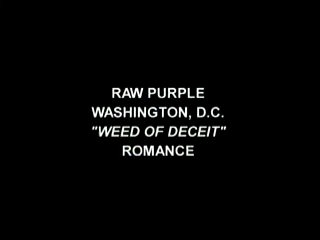 RAW PURPLE
WASHINGTON, D.C.
"WEED OF DECEIT"
ROMANCE